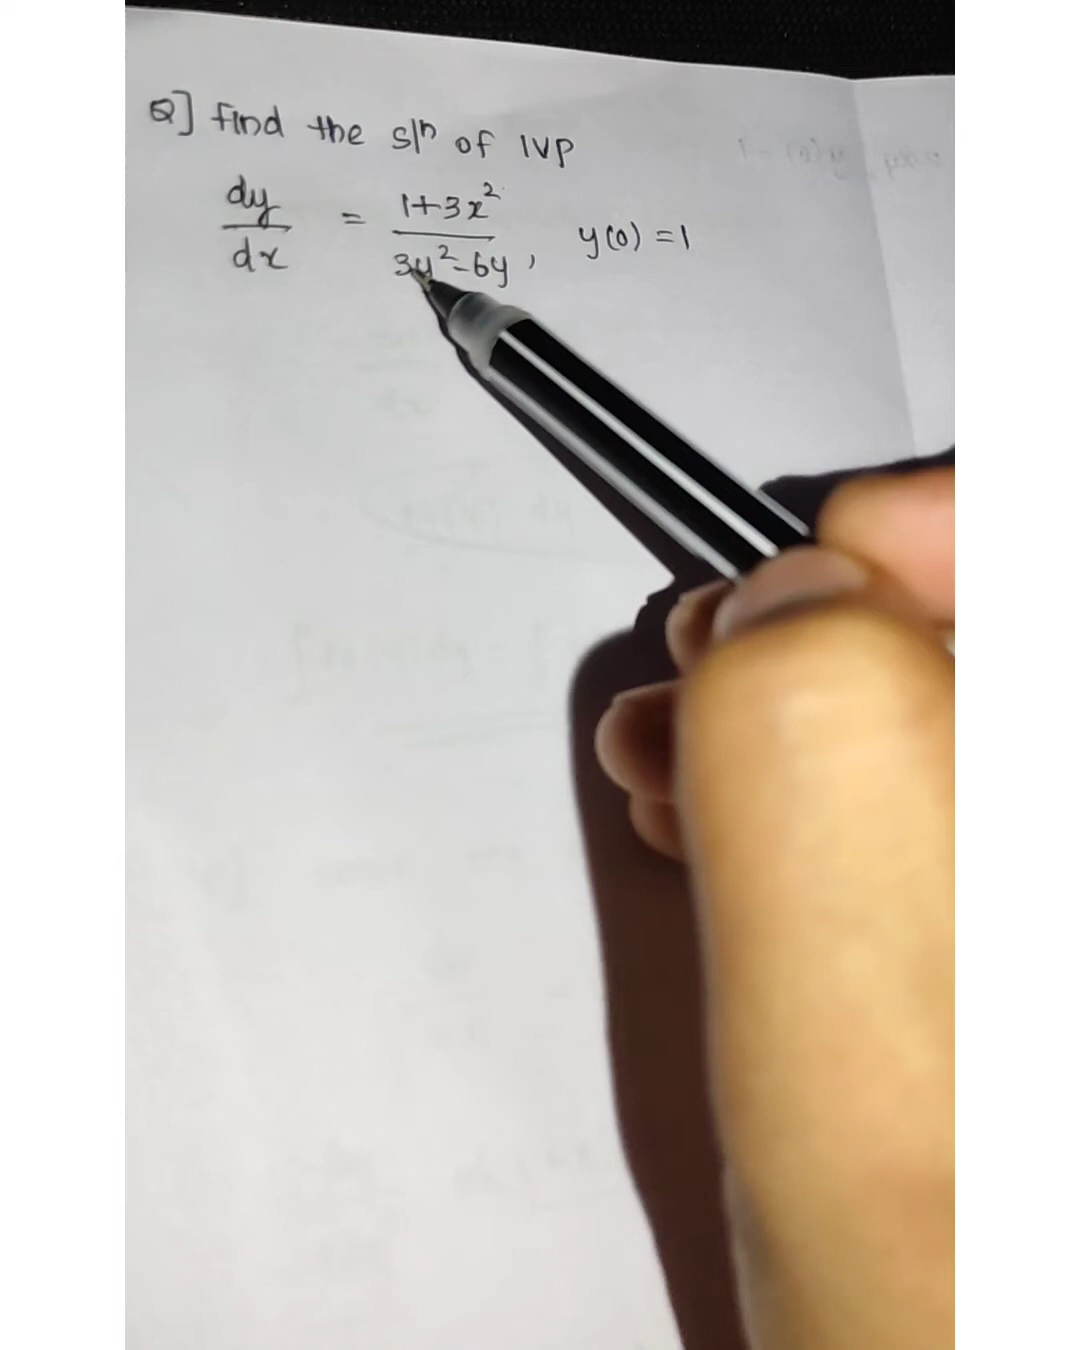 Q] find the s/n of IVP
dy/dx = 1+3x²/3y²-6y, y(0) = 1